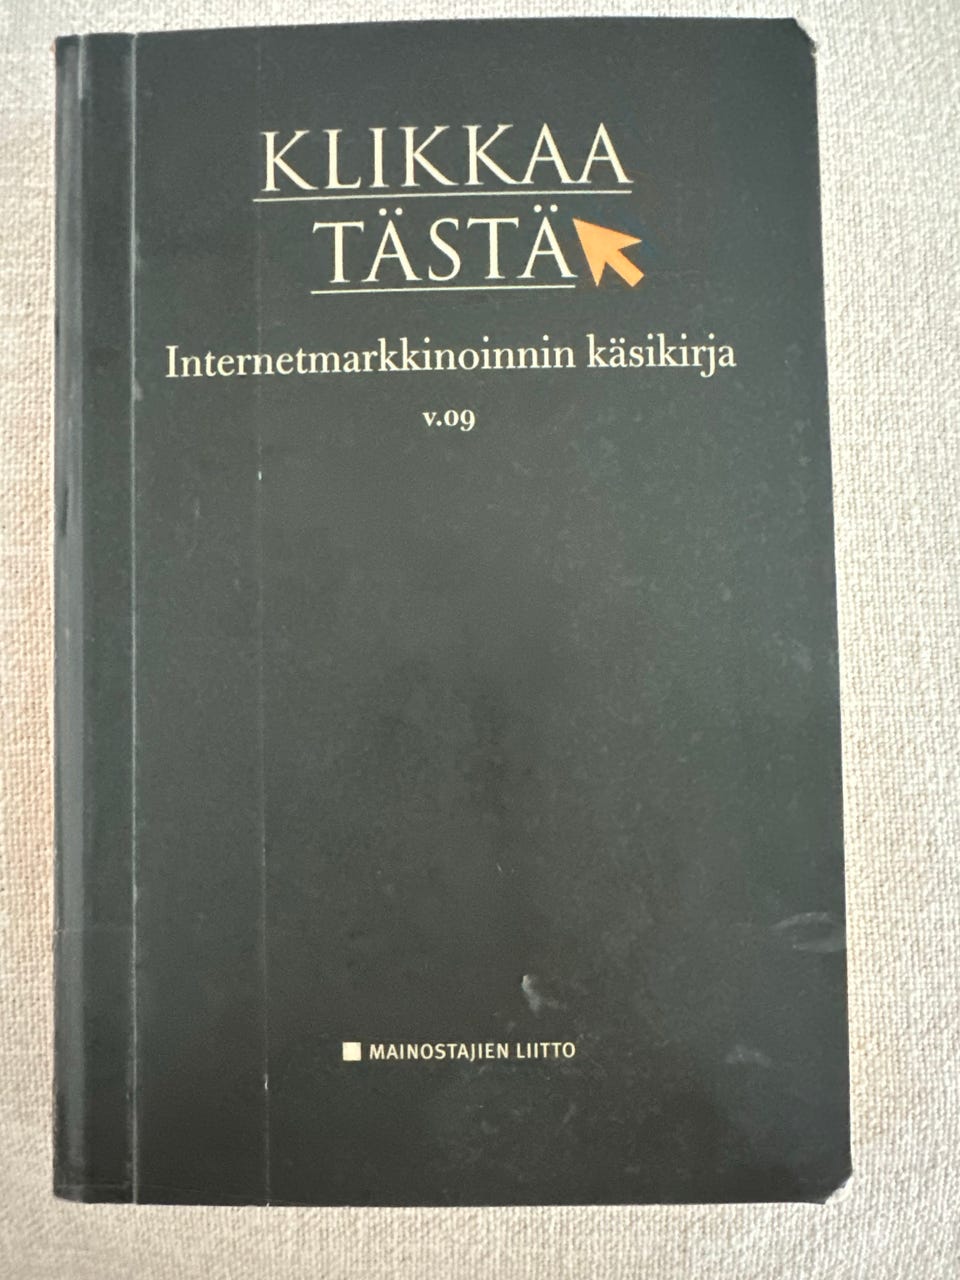 KLIKKAA
TÄSTÄ
Internetmarkkinoinnin käsikirja
v.09
MAINOSTAJIEN LIITTO